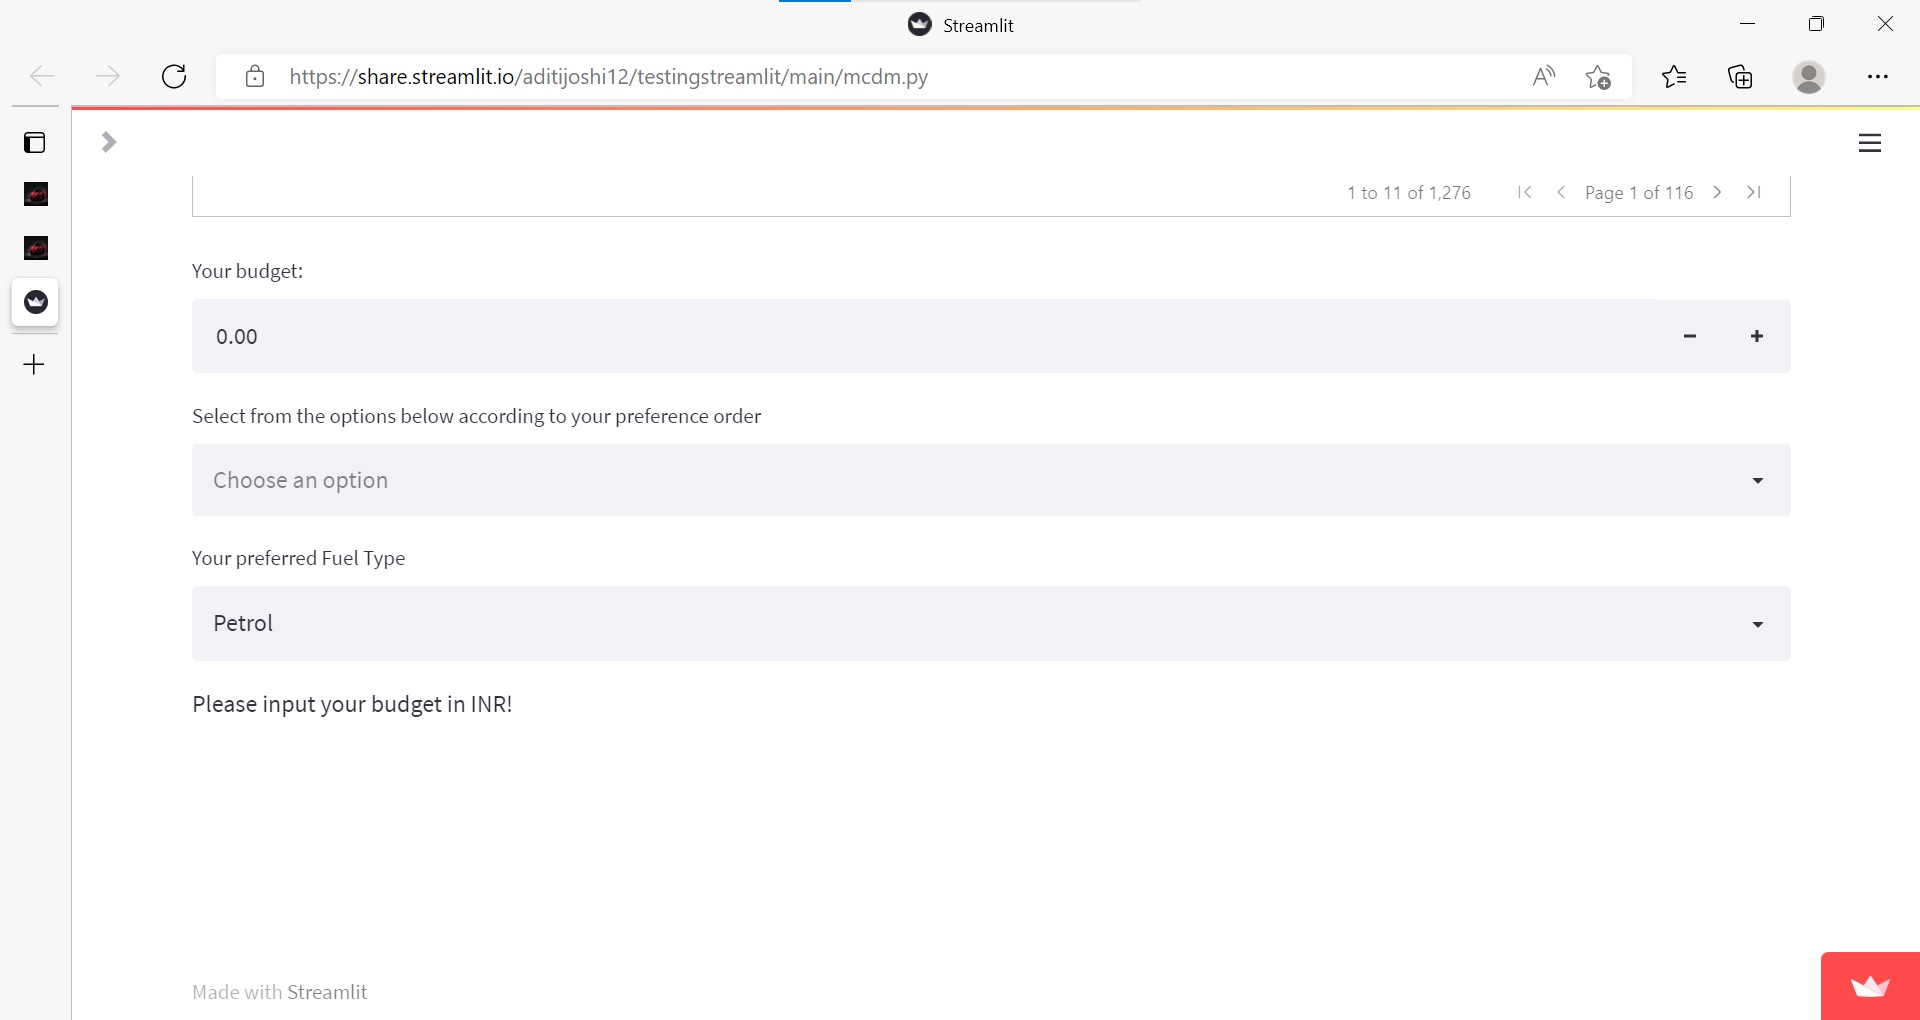 Streamlit
https://share.streamlit.io/aditijoshi12/testingstreamlit/main/mcdm.py
1 to 11 of 1,276 Page 1 of 116
Your budget:
0.00
Select from the options below according to your preference order
Choose an option
Your preferred Fuel Type
Petrol
Please input your budget in INR!
Made with Streamlit